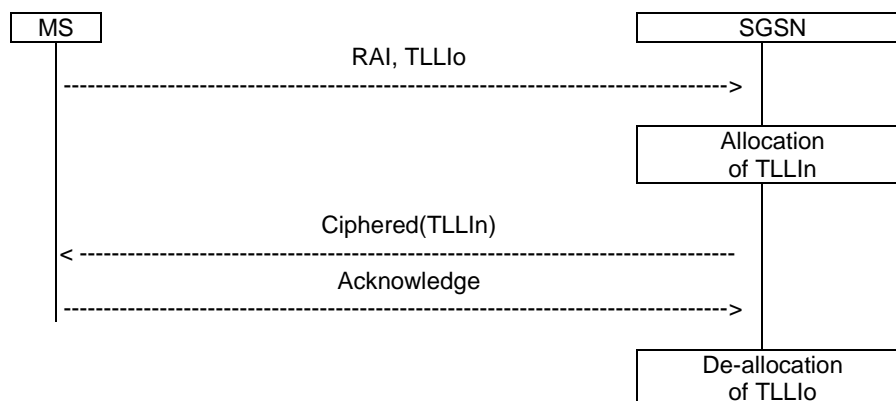 MS
SGSN
RAI, TLLIo
Allocation
of TLLIn
Ciphered(TLLIn)
Acknowledge
De-allocation
of TLLIo